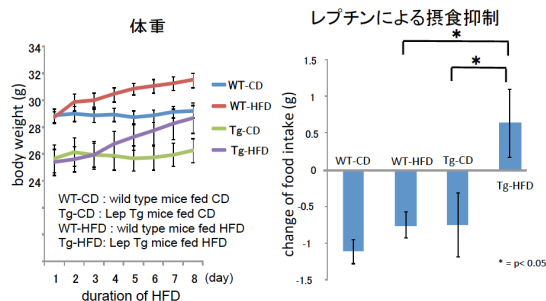 体重
body weight (g)
34
32
30
28
26
24
WT-CD
WT-HFD
Tg-CD
Tg-HFD
WT-CD : wild type mice fed CD
Tg-CD : Lep Tg mice fed CD
WT-HFD : wild type mice fed HFD
Tg-HFD: Lep Tg mice fed HFD
1 2 3 4 5 6 7 8 (day)
duration of HFD
レプチンによる摂食抑制
change of food intake (g)
1.5
1
0.5
0
-0.5
-1
-1.5
*
*
WT-CD
WT-HFD
Tg-CD
Tg-HFD
* = p< 0.05